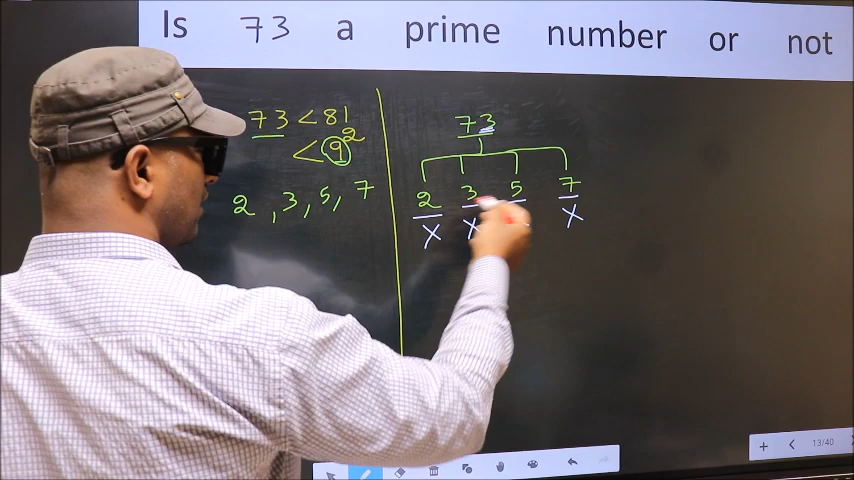 Is 73 a prime number or not
73 < 81
< 9²
2, 3, 5, 7
73
2 3 5 7
X X X
13/40